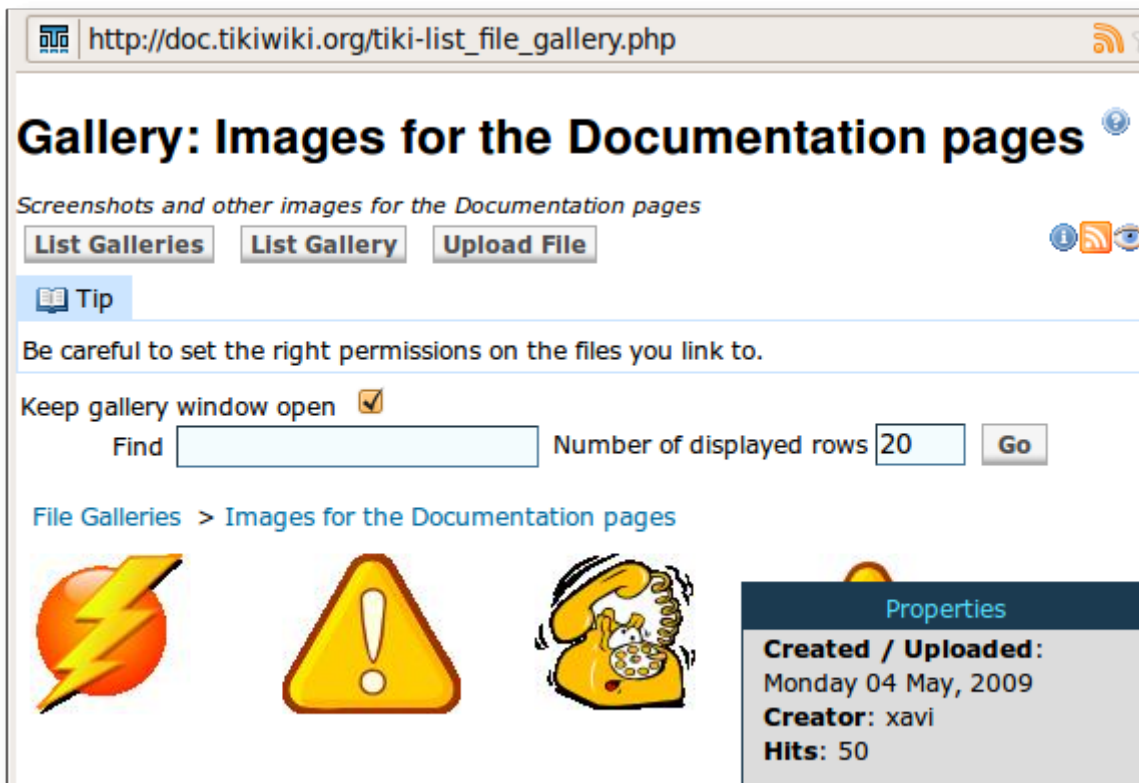 http://doc.tikiwiki.org/tiki-list_file_gallery.php
Gallery: Images for the Documentation pages
Screenshots and other images for the Documentation pages
List Galleries List Gallery Upload File
Tip
Be careful to set the right permissions on the files you link to.
Keep gallery window open
Find Number of displayed rows 20 Go
File Galleries > Images for the Documentation pages
Properties
Created / Uploaded:
Monday 04 May, 2009
Creator: xavi
Hits: 50